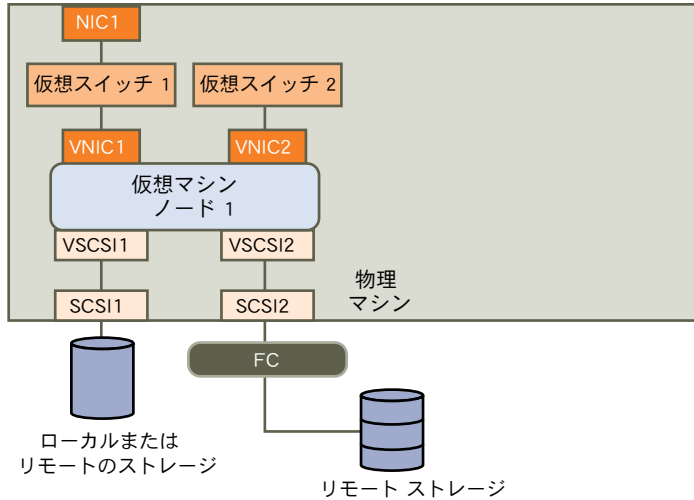 NIC1
仮想スイッチ 1
仮想スイッチ 2
VNIC1
VNIC2
仮想マシン
ノード 1
VSCSI1
VSCSI2
物理
マシン
SCSI1
SCSI2
FC
ローカルまたは
リモートのストレージ
リモート ストレージ